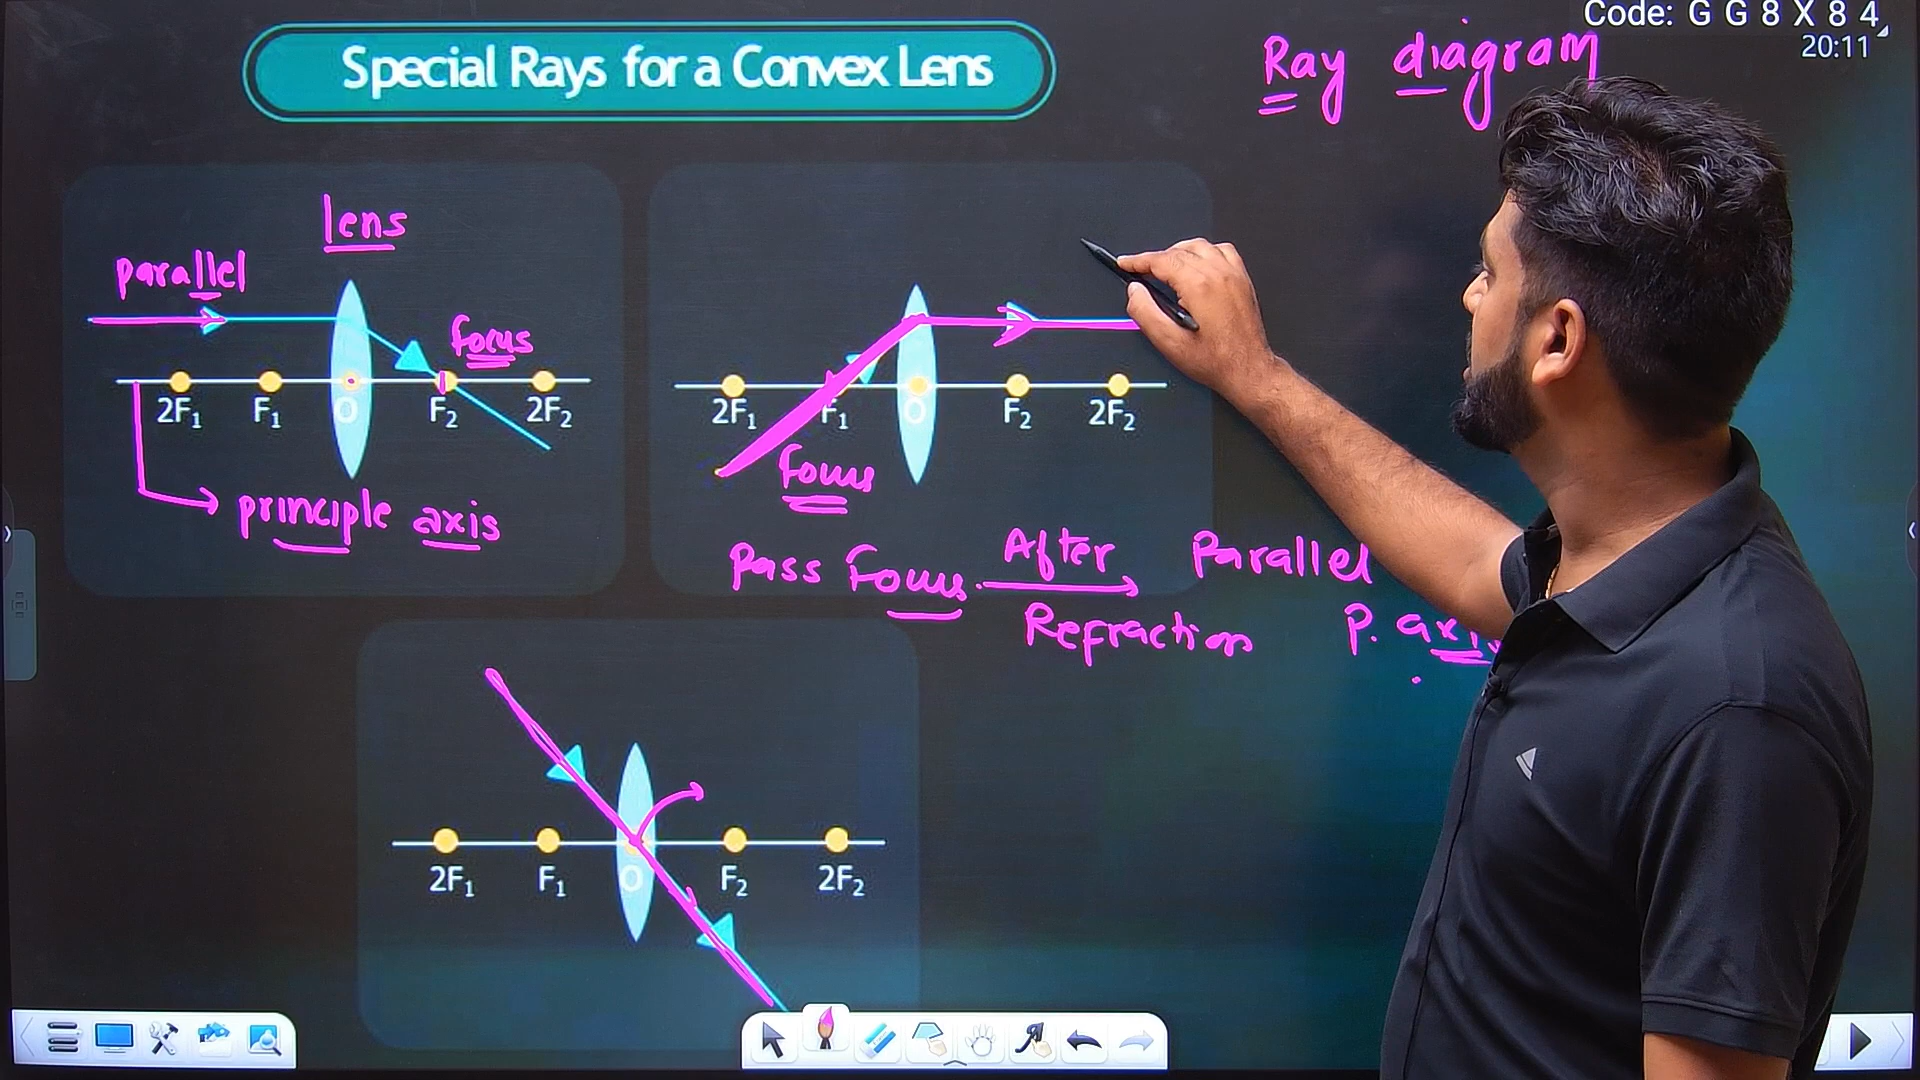 Code: G G 8 X 8 4
20:11
Special Rays for a Convex Lens
Ray diagram
lens
parallel
focus
2F₁ F₁ O F₂ 2F₂
principle axis
2F₁ F₁ O F₂ 2F₂
Focus
Pass Focus. After Refraction Parallel
P. axis
2F₁ F₁ O F₂ 2F₂